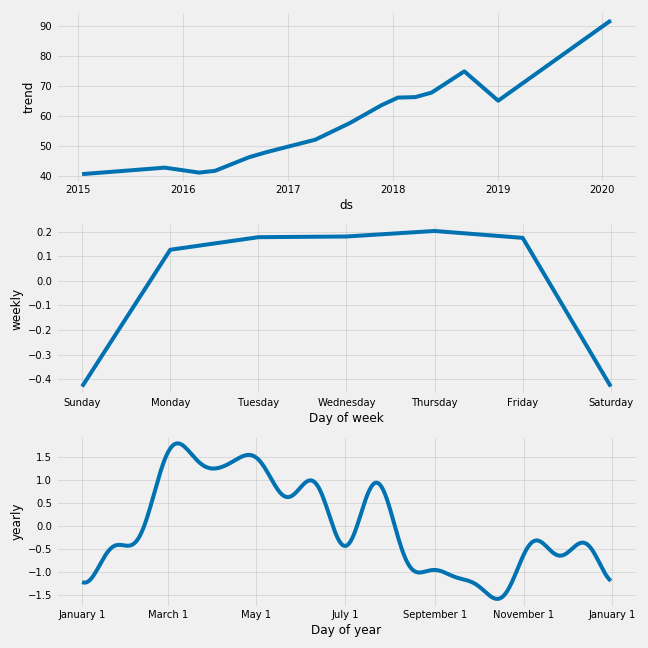 90
80
70
60
50
40
trend
2015 2016 2017 2018 2019 2020
ds
0.2
0.1
0.0
−0.1
−0.2
−0.3
−0.4
weekly
Sunday Monday Tuesday Wednesday Thursday Friday Saturday
Day of week
1.5
1.0
0.5
0.0
−0.5
−1.0
−1.5
yearly
January 1 March 1 May 1 July 1 September 1 November 1 January 1
Day of year